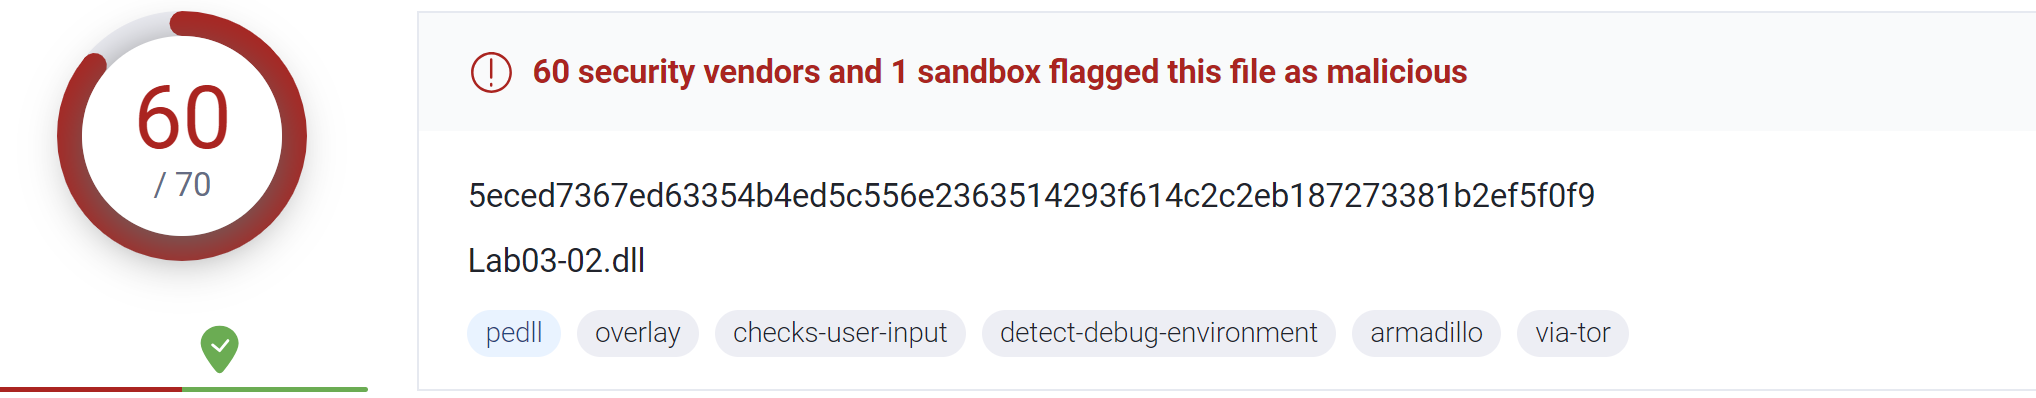 60
/ 70
60 security vendors and 1 sandbox flagged this file as malicious
5eced7367ed63354b4ed5c556e2363514293f614c2c2eb187273381b2ef5f0f9
Lab03-02.dll
pedll overlay checks-user-input detect-debug-environment armadillo via-tor